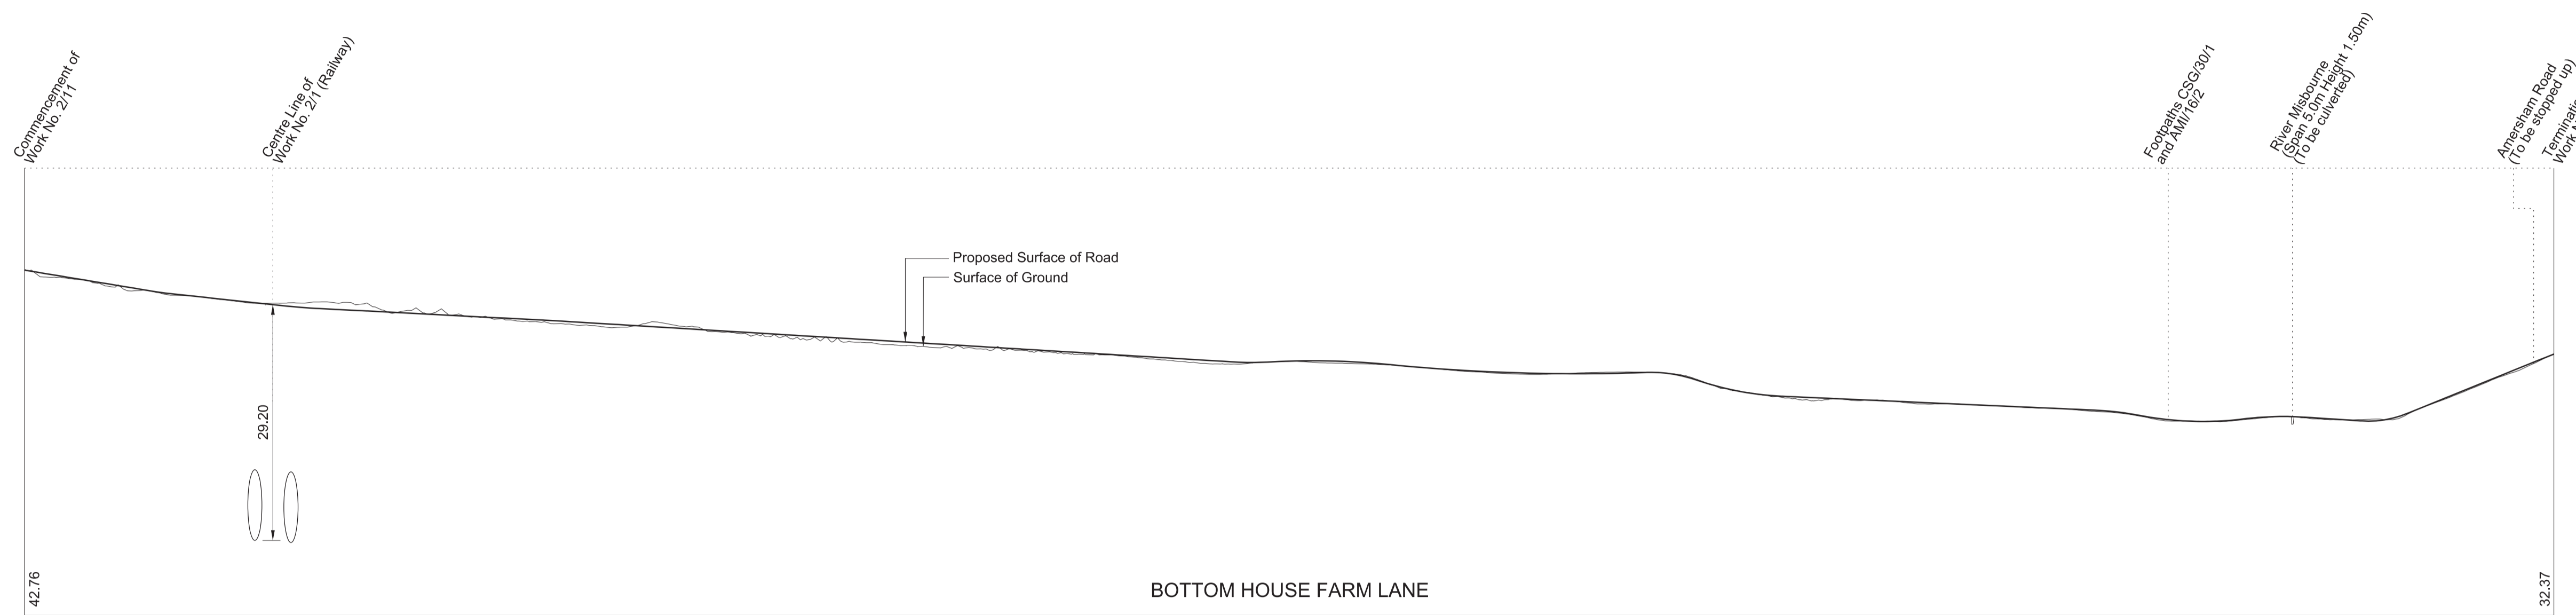 Commencement of
Work No. 2/11
Centre Line of
Work No. 2/1 (Railway)
Footpaths CSG/30/1
and AMI/16/2
River Misbourne
(Span 5.0m Height 1.50m)
(To be culverted)
Amersham Road
(To be stopped up)
Work
Proposed Surface of Road
Surface of Ground
29.20
42.76
BOTTOM HOUSE FARM LANE
32.37